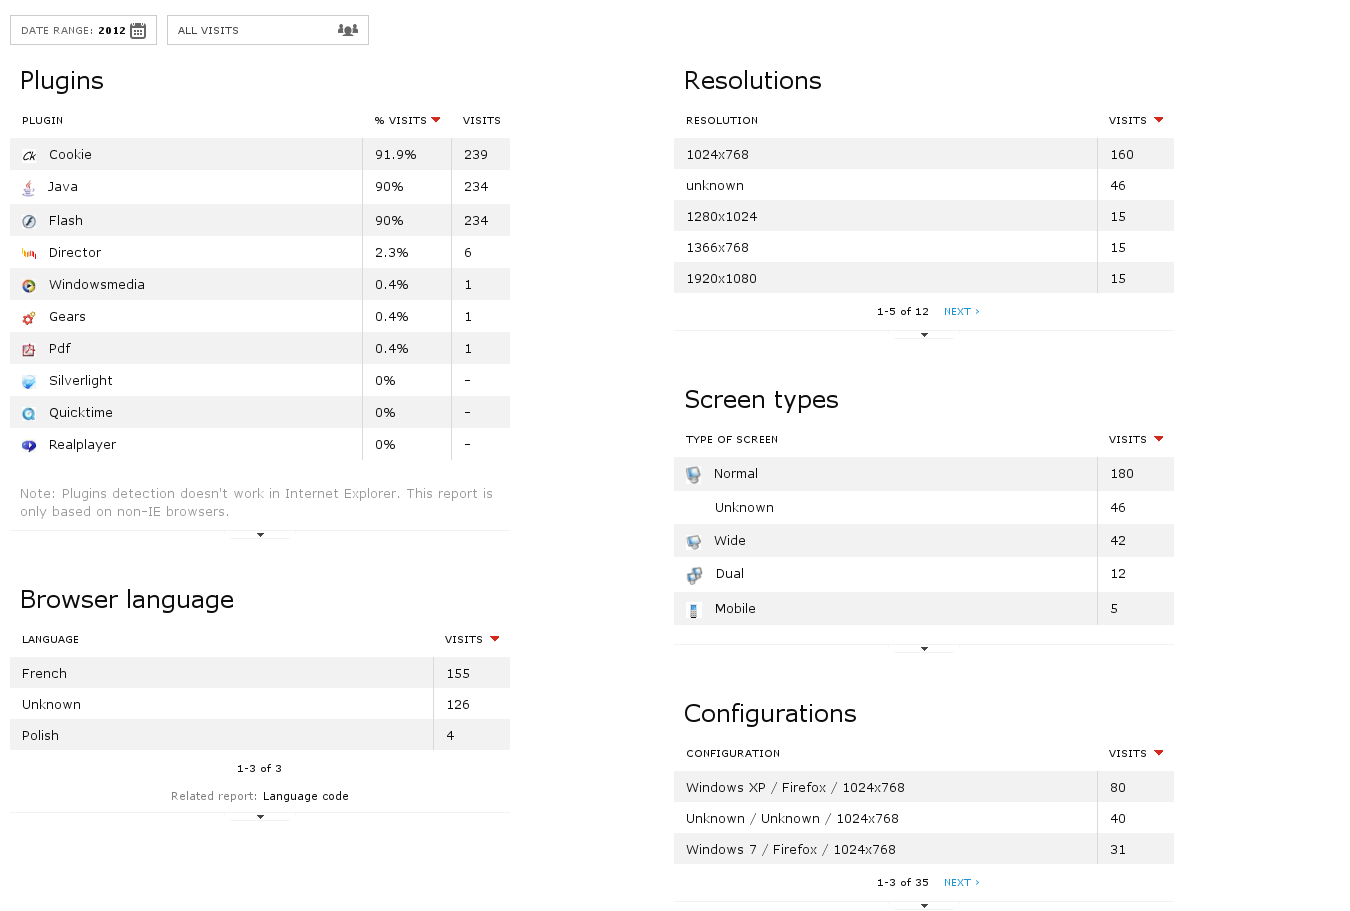 DATE RANGE: 2012
ALL VISITS
Plugins
PLUGIN % VISITS VISITS
Cookie 91.9% 239
Java 90% 234
Flash 90% 234
Director 2.3% 6
Windowsmedia 0.4% 1
Gears 0.4% 1
Pdf 0.4% 1
Silverlight 0% -
Quicktime 0% -
Realplayer 0% -
Note: Plugins detection doesn't work in Internet Explorer. This report is
only based on non-IE browsers.
Browser language
LANGUAGE VISITS
French 155
Unknown 126
Polish 4
1-3 of 3
Related report: Language code
Resolutions
RESOLUTION VISITS
1024x768 160
unknown 46
1280x1024 15
1366x768 15
1920x1080 15
1-5 of 12 NEXT ›
Screen types
TYPE OF SCREEN VISITS
Normal 180
Unknown 46
Wide 42
Dual 12
Mobile 5
Configurations
CONFIGURATION VISITS
Windows XP / Firefox / 1024x768 80
Unknown / Unknown / 1024x768 40
Windows 7 / Firefox / 1024x768 31
1-3 of 35 NEXT ›